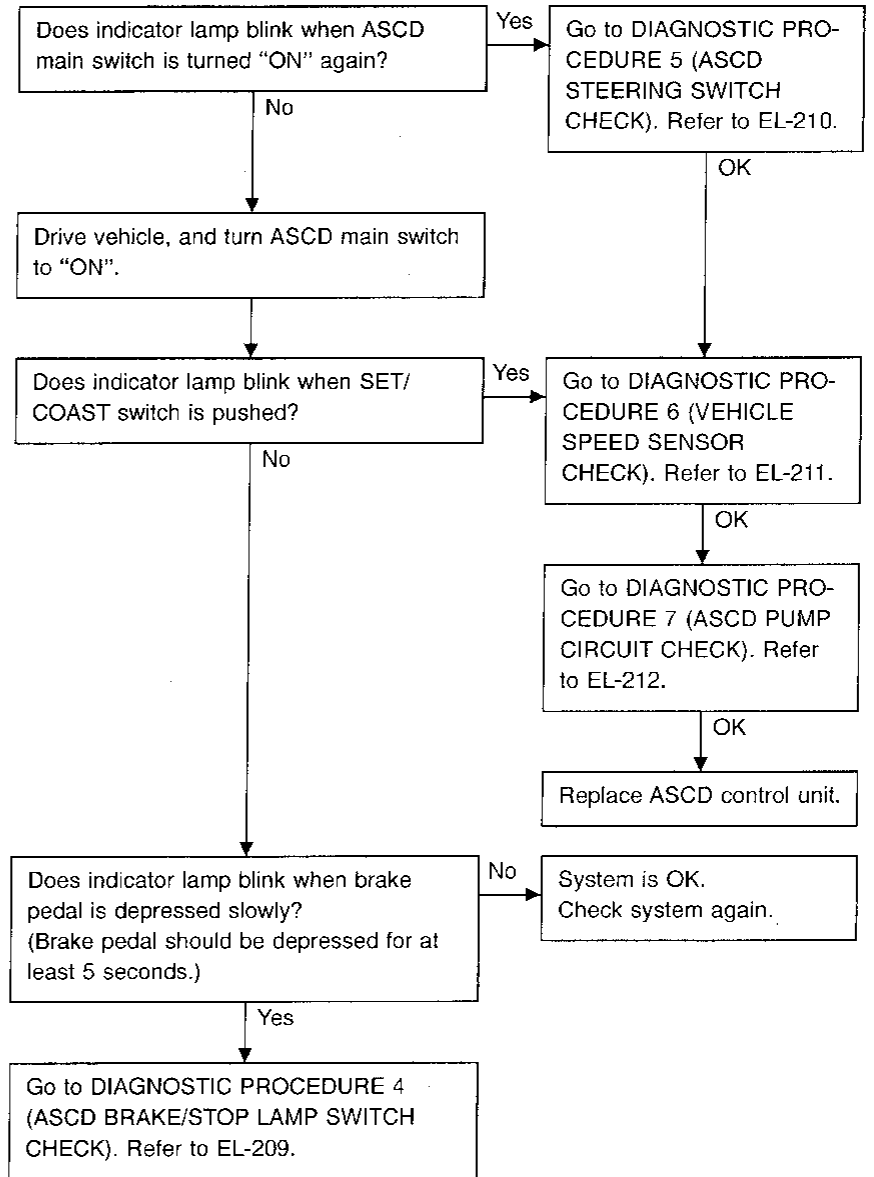 Does indicator lamp blink when ASCD
main switch is turned “ON” again?
Yes
Go to DIAGNOSTIC PRO-
CEDURE 5 (ASCD
STEERING SWITCH
CHECK). Refer to EL-210.
No
OK
Drive vehicle, and turn ASCD main switch
to “ON”.
Does indicator lamp blink when SET/
COAST switch is pushed?
Yes
Go to DIAGNOSTIC PRO-
CEDURE 6 (VEHICLE
SPEED SENSOR
CHECK). Refer to EL-211.
No
OK
Go to DIAGNOSTIC PRO-
CEDURE 7 (ASCD PUMP
CIRCUIT CHECK). Refer
to EL-212.
OK
Replace ASCD control unit.
Does indicator lamp blink when brake
pedal is depressed slowly?
(Brake pedal should be depressed for at
least 5 seconds.)
No
System is OK.
Check system again.
Yes
Go to DIAGNOSTIC PROCEDURE 4
(ASCD BRAKE/STOP LAMP SWITCH
CHECK). Refer to EL-209.